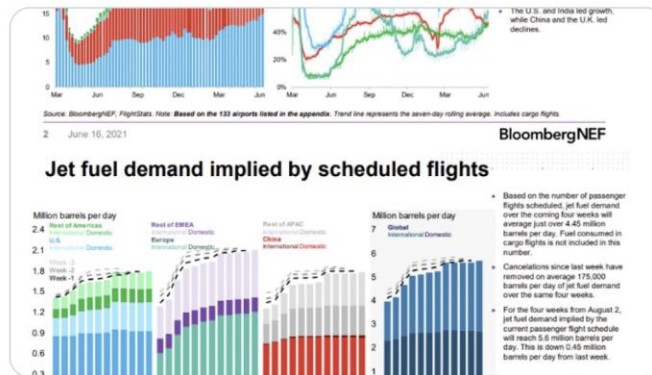 15
10
5
0
Mar Jun Sep Dec Mar Jun
40%
20%
0%
Mar Jun Sep Dec Mar Jun
The U.S. and India led growth,
while China and the U.K. led
declines.
Source: BloombergNEF, FlightStats. Note: Based on the 133 airports listed in the appendix. Trend line represents the seven-day rolling average. Includes cargo flights.
2 June 16, 2021
BloombergNEF
Jet fuel demand implied by scheduled flights
Million barrels per day
2.4
2.1
1.8
1.5
1.2
0.9
0.6
0.3
Rest of Americas
International Domestic
U.S.
International Domestic
Week -3
Week -2
Week -1
Rest of EMEA
International Domestic
Europe
International Domestic
Rest of APAC
International Domestic
China
International Domestic
Million barrels per day
7
6
5
4
3
2
1
Global
International Domestic
Based on the number of passenger
flights scheduled, jet fuel demand
over the coming four weeks will
average just over 4.45 million
barrels per day. Fuel consumed in
cargo flights is not included in this
number.
Cancelations since last week have
removed on average 175,000
barrels per day of jet fuel demand
over the same four weeks.
For the four weeks from August 2,
jet fuel demand implied by the
current passenger flight schedule
will reach 5.6 million barrels per
day. This is down 0.45 million
barrels per day from last week.